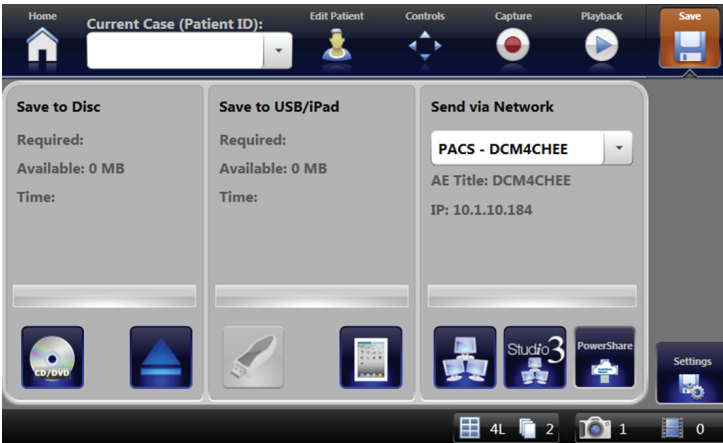 Home
Current Case (Patient ID):
Edit Patient
Controls
Capture
Playback
Save
Save to Disc
Required:
Available: 0 MB
Time:
CD/DVD
Save to USB/iPad
Required:
Available: 0 MB
Time:
Send via Network
PACS - DCM4CHEE
AE Title: DCM4CHEE
IP: 10.1.10.184
Studio3
PowerShare
Settings
4L 2 1 0